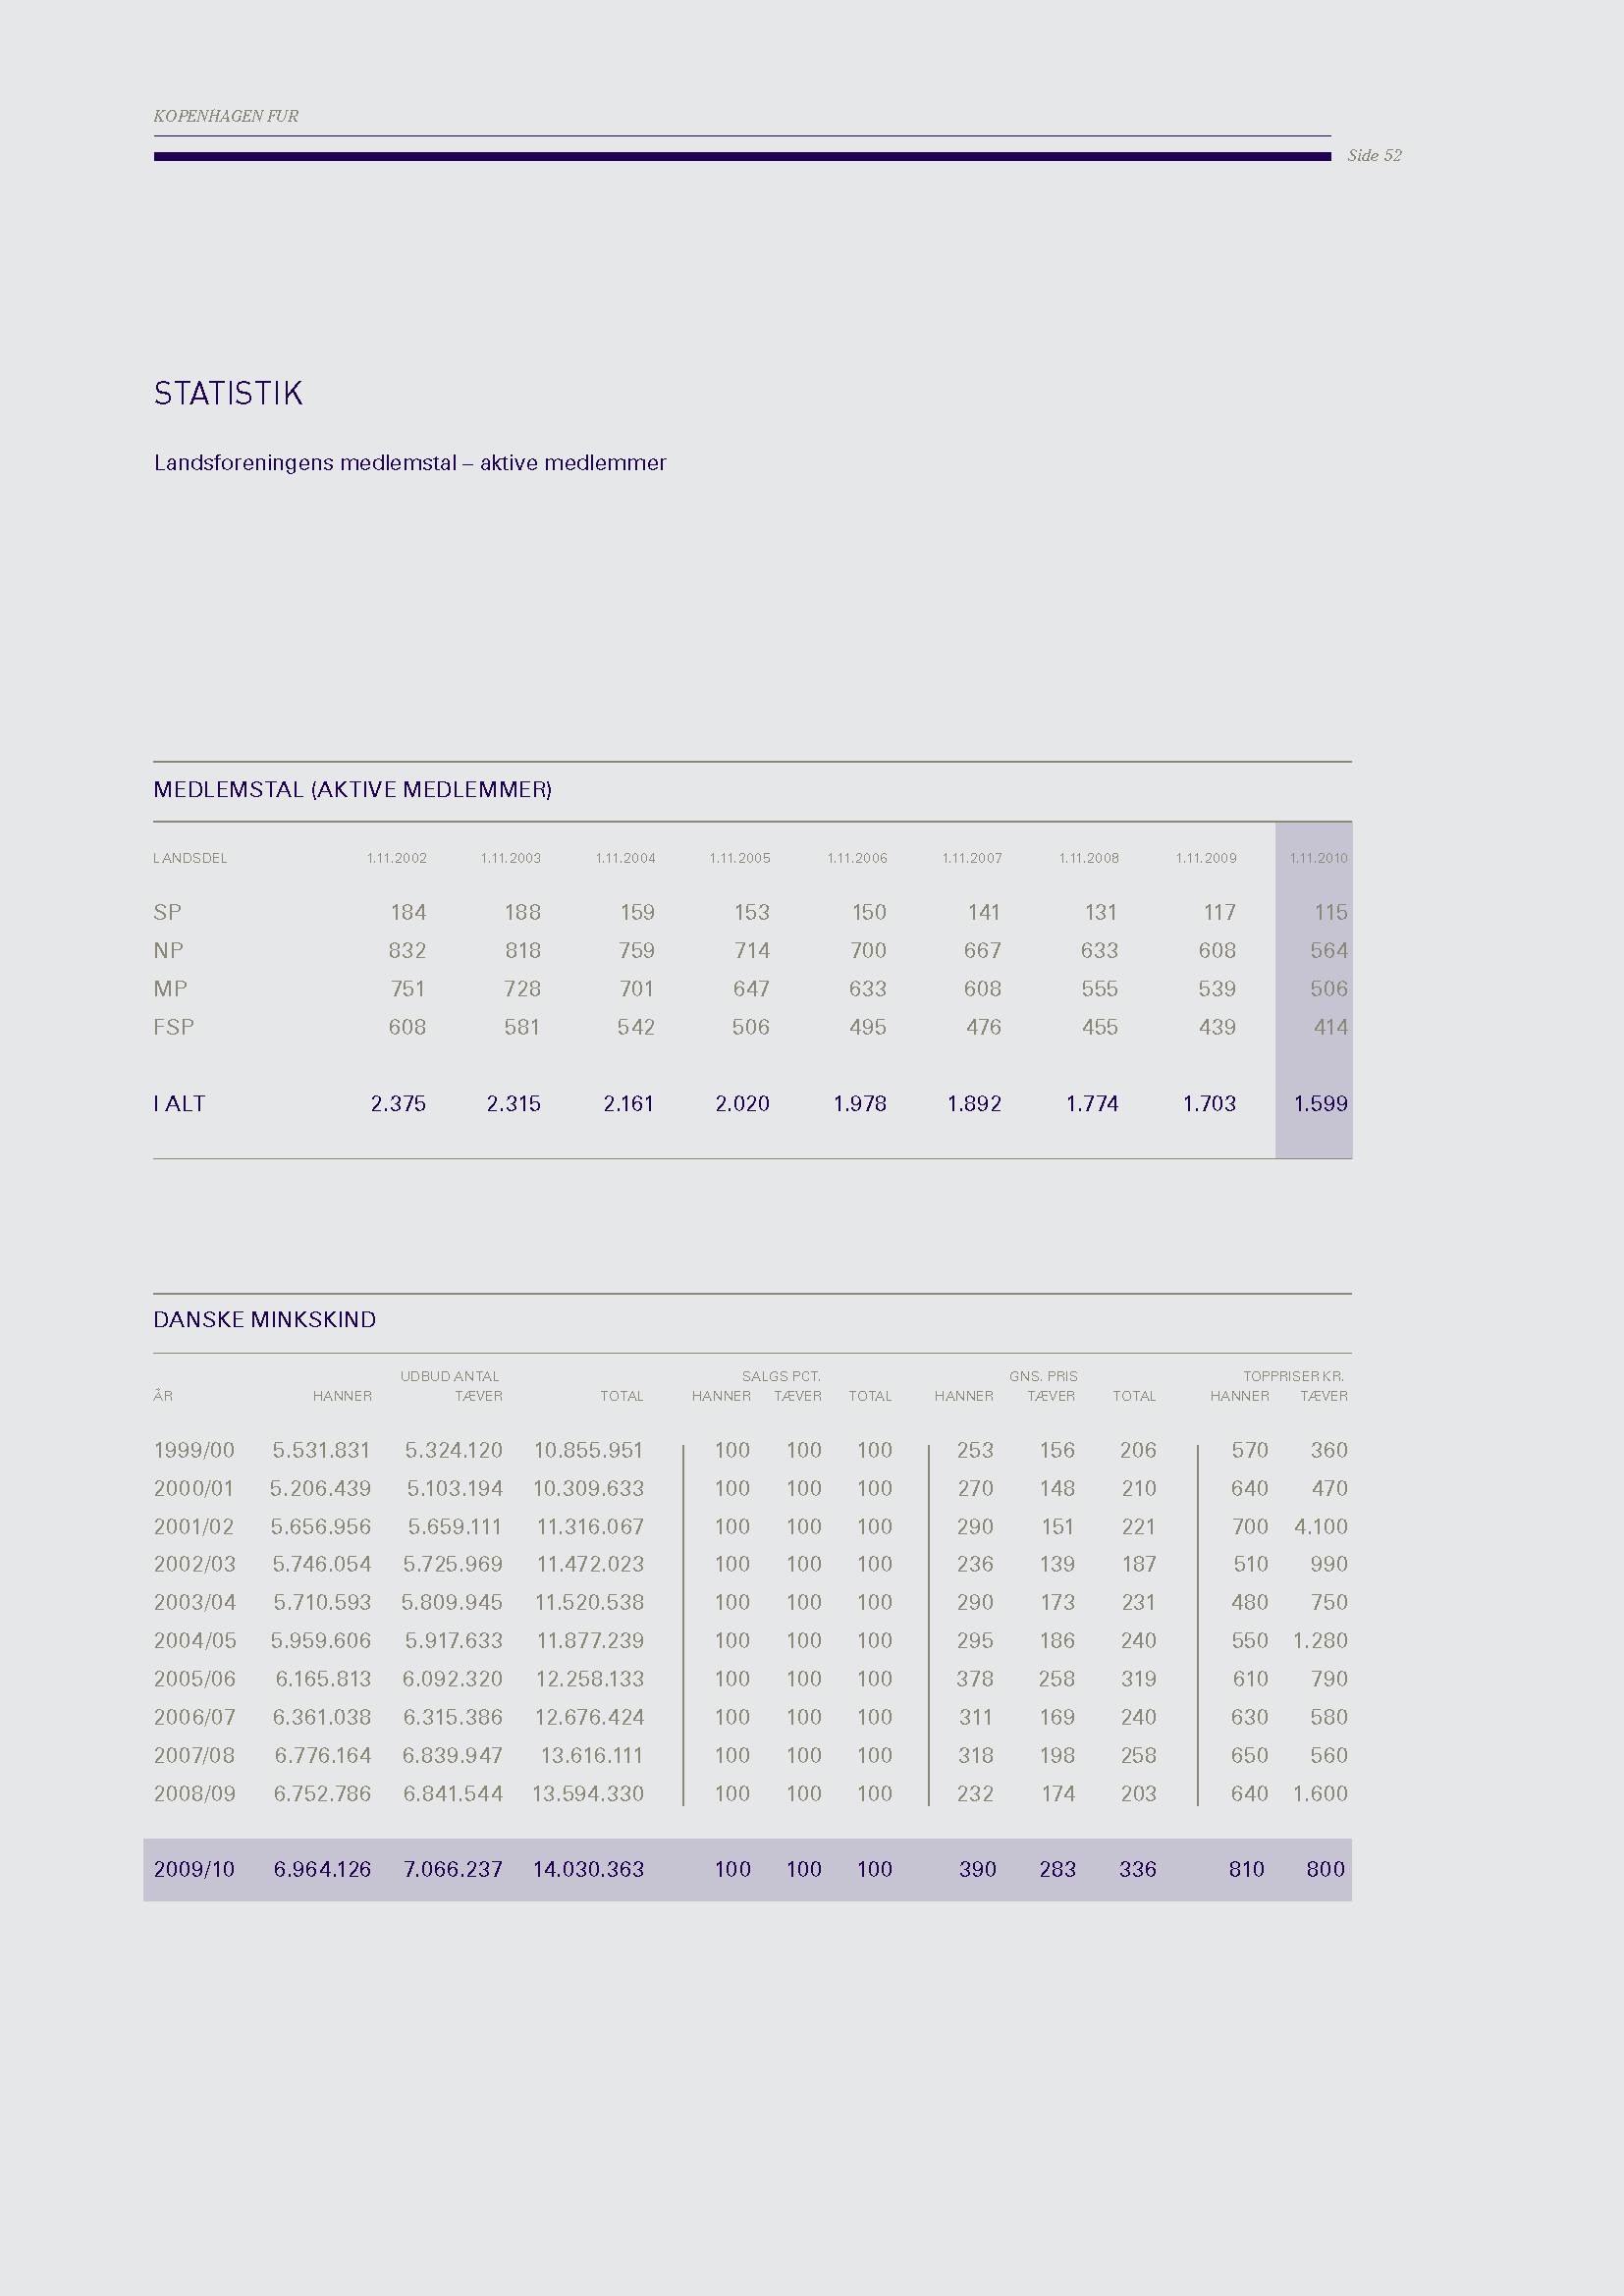 KOPENHAGEN FUR
Side 52
STATISTIK
Landsforeningens medlemstal – aktive medlemmer
MEDLEMSTAL (AKTIVE MEDLEMMER)
LANDSDEL 1.11.2002 1.11.2003 1.11.2004 1.11.2005 1.11.2006 1.11.2007 1.11.2008 1.11.2009 1.11.2010
SP 184 188 159 153 150 141 131 117 115
NP 832 818 759 714 700 667 633 608 564
MP 751 728 701 647 633 608 555 539 506
FSP 608 581 542 506 495 476 455 439 414
I ALT 2.375 2.315 2.161 2.020 1.978 1.892 1.774 1.703 1.599
DANSKE MINKSKIND
UDBUD ANTAL SALGS PCT. GNS. PRIS TOPPRISER KR.
ÅR HANNER TÆVER TOTAL HANNER TÆVER TOTAL HANNER TÆVER TOTAL HANNER TÆVER
1999/00 5.531.831 5.324.120 10.855.951 100 100 100 253 156 206 570 360
2000/01 5.206.439 5.103.194 10.309.633 100 100 100 270 148 210 640 470
2001/02 5.656.956 5.659.111 11.316.067 100 100 100 290 151 221 700 4.100
2002/03 5.746.054 5.725.969 11.472.023 100 100 100 236 139 187 510 990
2003/04 5.710.593 5.809.945 11.520.538 100 100 100 290 173 231 480 750
2004/05 5.959.606 5.917.633 11.877.239 100 100 100 295 186 240 550 1.280
2005/06 6.165.813 6.092.320 12.258.133 100 100 100 378 258 319 610 790
2006/07 6.361.038 6.315.386 12.676.424 100 100 100 311 169 240 630 580
2007/08 6.776.164 6.839.947 13.616.111 100 100 100 318 198 258 650 560
2008/09 6.752.786 6.841.544 13.594.330 100 100 100 232 174 203 640 1.600
2009/10 6.964.126 7.066.237 14.030.363 100 100 100 390 283 336 810 800